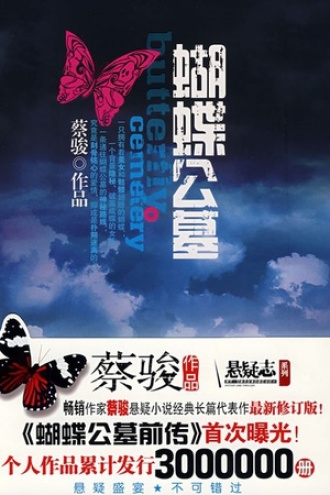 蝴蝶公墓
butterfly cemetery
蔡骏◎作品
蔡骏作品
悬疑志
系列
畅销作家蔡骏悬疑小说经典长篇代表作 最新修订版!
《蝴蝶公墓前传》首次曝光!
个人作品累计发行3000000册
悬疑盛宴★不可错过